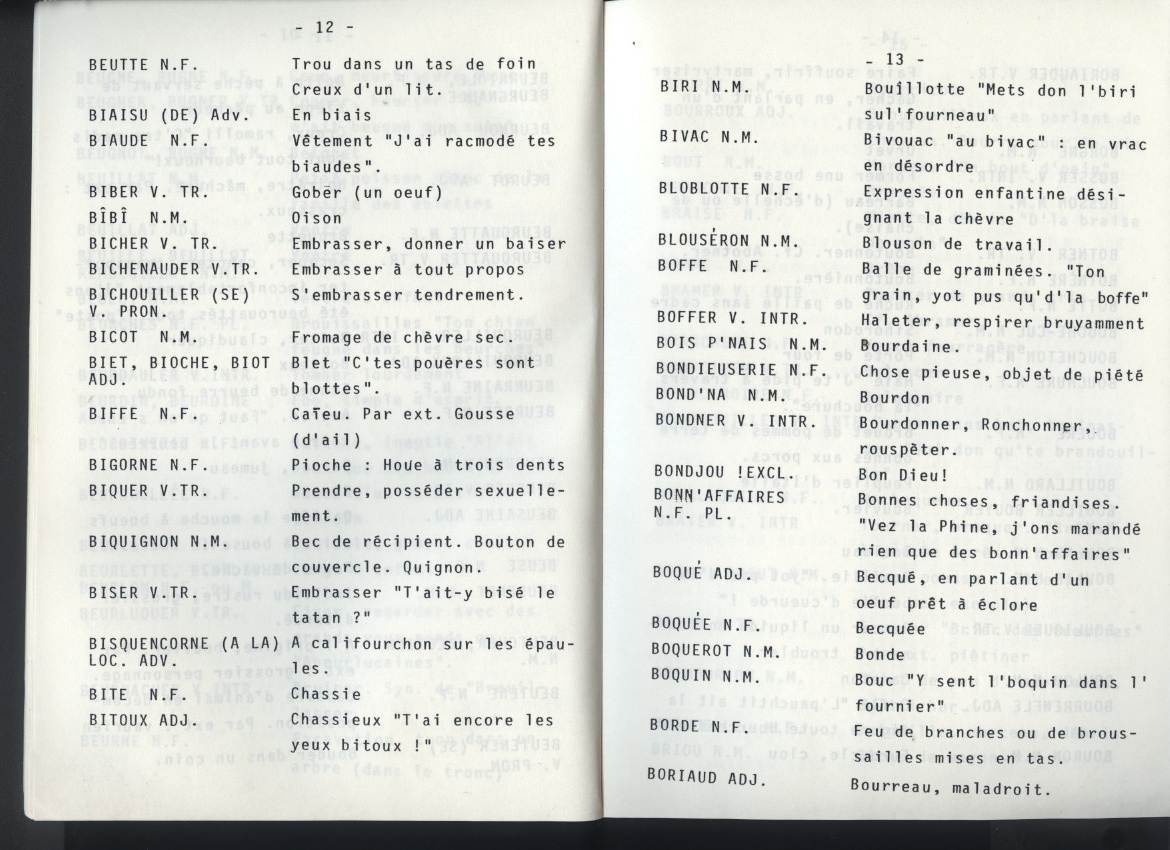 - 12 -
BEUTTE N.F. Trou dans un tas de foin
Creux d'un lit.
BIAISU (DE) Adv. En biais
BIAUDE N.F. Vêtement "J'ai racmodé tes
biaudes".
BIBER V. TR. Gober (un oeuf)
BÎBÎ N.M. Oison
BICHER V. TR. Embrasser, donner un baiser
BICHENAUDER V.TR. Embrasser à tout propos
BICHOUILLER (SE) S'embrasser tendrement.
V. PRON.
BICOT N.M. Fromage de chèvre sec.
BIET, BIOCHE, BIOT Blet "C' tes pouères sont
ADJ. blottes".
BIFFE N.F. Caïeu. Par ext. Gousse
(d'ail)
BIGORNE N.F. Pioche : Houe à trois dents
BIQUER V.TR. Prendre, posséder sexuelle-
ment.
BIQUIGNON N.M. Bec de récipient. Bouton de
couvercle. Quignon.
BISER V.TR. Embrasser "T'ait-y bisé le
tatan ?"
BISQUENCORNE (A LA) A califourchon sur les épau-
LOC. ADV. les.
BITE N.F. Chassie
BITOUX ADJ. Chassieux "T'ai encore les
yeux bitoux !"
- 13 -
BIRI N.M. Bouillotte "Mets don l'biri
sul'fourneau"
BIVAC N.M. Bivouac "au bivac" : en vrac
en désordre
BLOBLOTTE N.F. Expression enfantine dési-
gnant la chèvre
BLOUSÉRON N.M. Blouson de travail.
BOFFE N.F. Balle de graminées. "Ton
grain, yot pus qu'd'la boffe"
BOFFER V. INTR. Haleter, respirer bruyamment
BOIS P'NAIS N.M. Bourdaine.
BONDIEUSERIE N.F. Chose pieuse, objet de piété
BOND'NA N.M. Bourdon
BONDNER V. INTR. Bourdonner, Ronchonner,
rouspêter.
BONDJOU !EXCL. Bon Dieu!
BONN'AFFAIRES Bonnes choses, friandises.
N.F. PL. "Vez la Phine, j'ons marandé
rien que des bonn'affaires"
BOQUÉ ADJ. Becqué, en parlant d'un
oeuf prêt à éclore
BOQUÉE N.F. Becquée
BOQUEROT N.M. Bonde
BOQUIN N.M. Bouc "Y sent l'boquin dans l'
fournier"
BORDE N.F. Feu de branches ou de brous-
sailles mises en tas.
BORIAUD ADJ. Bourreau, maladroit.